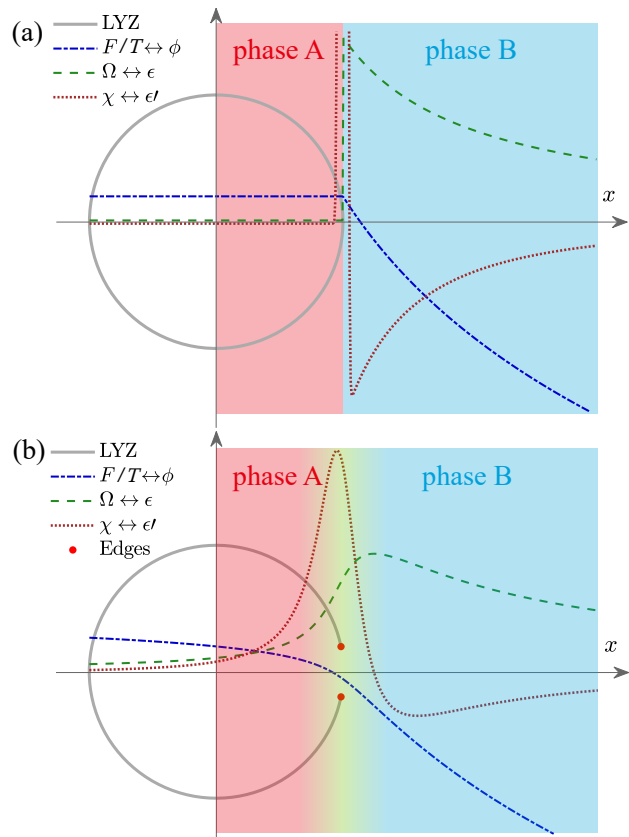 (a)
LYZ
F/T↔ϕ
Ω↔ϵ
χ↔ϵ′
phase A
phase B
x
(b)
LYZ
F/T↔ϕ
Ω↔ϵ
χ↔ϵ′
Edges
phase A
phase B
x